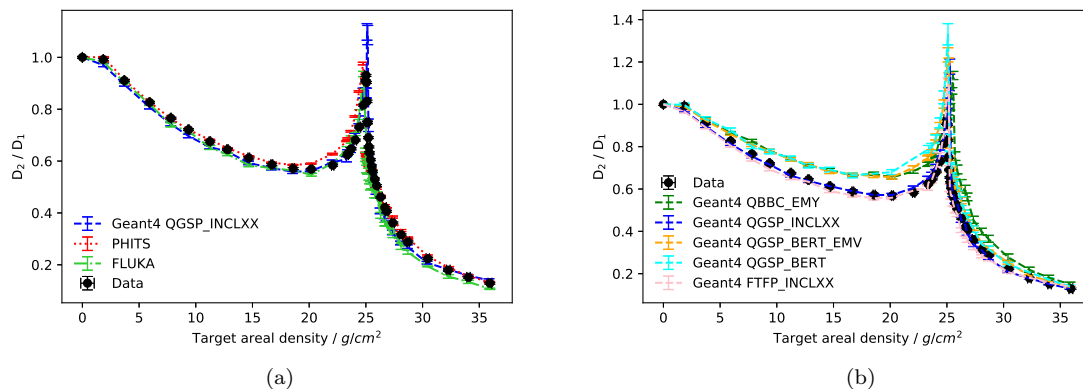 D₂ / D₁
1.0
0.8
0.6
0.4
0.2
Geant4 QGSP_INCLXX
PHITS
FLUKA
Data
0 5 10 15 20 25 30 35
Target areal density / g/cm²
(a)
D₂ / D₁
1.4
1.2
1.0
0.8
0.6
0.4
0.2
Data
Geant4 QBBC_EMY
Geant4 QGSP_INCLXX
Geant4 QGSP_BERT_EMV
Geant4 QGSP_BERT
Geant4 FTFP_INCLXX
0 5 10 15 20 25 30 35
Target areal density / g/cm²
(b)